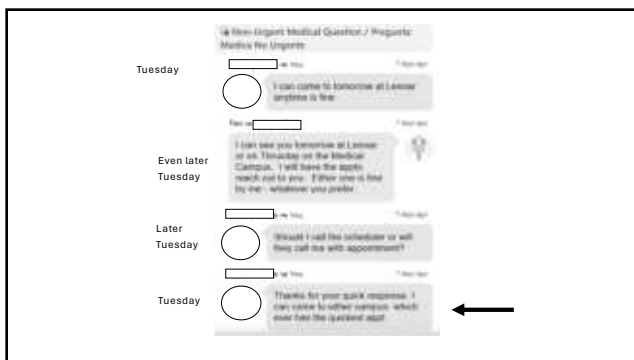 Non-Urgent Medical Question / Pregunta
Medica No Urgente
Tuesday
You
I can come to tomorrow at Lennar
anytime is fine
I can see you tomorrow at Lennar
or on Thursday on the Medical
Campus. I will have the appts
reach out to you. Either one is fine
by me - whatever you prefer
Even later
Tuesday
You
Later
Tuesday
Should I call the scheduler or will
they call me with appointment?
You
Tuesday
Thanks for your quick response. I
can come to either campus, which
ever has the quickest appt